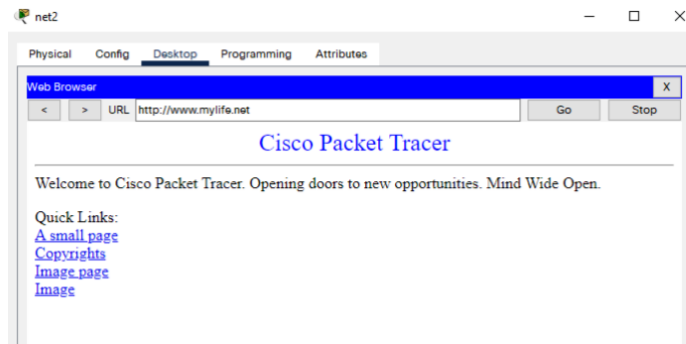 net2
Physical Config Desktop Programming Attributes
Web Browser X
< > URL http://www.mylife.net Go Stop
Cisco Packet Tracer
Welcome to Cisco Packet Tracer. Opening doors to new opportunities. Mind Wide Open.
Quick Links:
A small page
Copyrights
Image page
Image